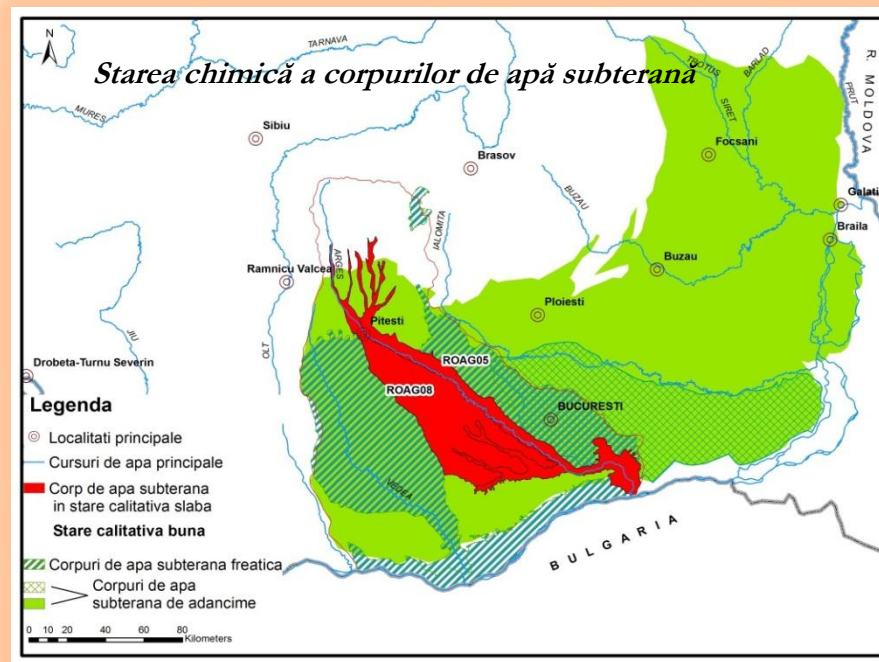 N
Starea chimică a corpurilor de apă subterană
TARNAVA
MURES
TROTUS
BARLAD
SIRET
PRUT
R. MOLDOVA
Sibiu
Brasov
Focsani
BUZAU
Galati
Braila
IALOMITA
ARGES
Ramnicu Valcea
Buzau
Ploiesti
Pitesti
JIU
OLT
ROAG05
Drobeta-Turnu Severin
ROAG08
BUCURESTI
VEDEA
BULGARIA
Legenda
Localitati principale
Cursuri de apa principale
Corp de apa subterana
in stare calitativa slaba
Stare calitativa buna
Corpuri de apa subterana freatica
Corpuri de apa
subterana de adancime
0 10 20 40 60 80
Kilometers